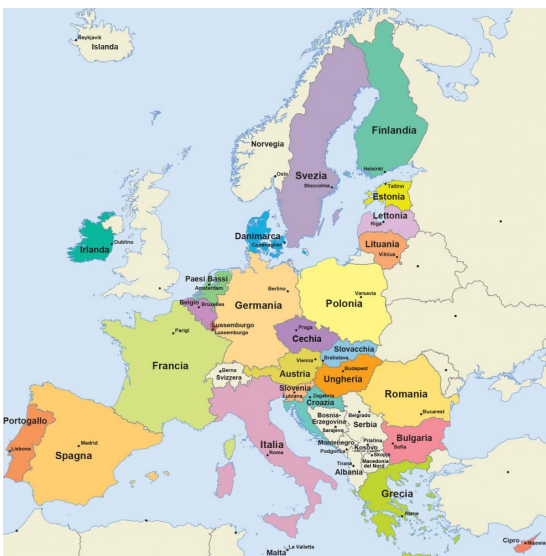 Reykjavik
Islanda
Finlandia
Norvegia
Svezia
Helsinki
Oslo
Stoccolma
Tallinn
Estonia
Lettonia
Riga
Danimarca
Copenaghen
Lituania
Vilnius
Dublino
Irlanda
Paesi Bassi
Amsterdam
Berlino
Germania
Varsavia
Polonia
Belgio
Bruxelles
Lussemburgo
Lussemburgo
Praga
Cechia
Parigi
Slovacchia
Bratislava
Vienna
Francia
Berna
Svizzera
Austria
Budapest
Ungheria
Slovenia
Lubiana
Zagabria
Croazia
Romania
Bucarest
Belgrado
Bosnia-
Erzegovina
Sarajevo
Serbia
Portogallo
Lisbona
Madrid
Spagna
Italia
Roma
Montenegro
Podgorica
Pristina
Kosovo
Sofia
Bulgaria
Skopje
Macedonia
del Nord
Tirana
Albania
Grecia
Atene
Malta
La Valletta
Cipro
Nicosia